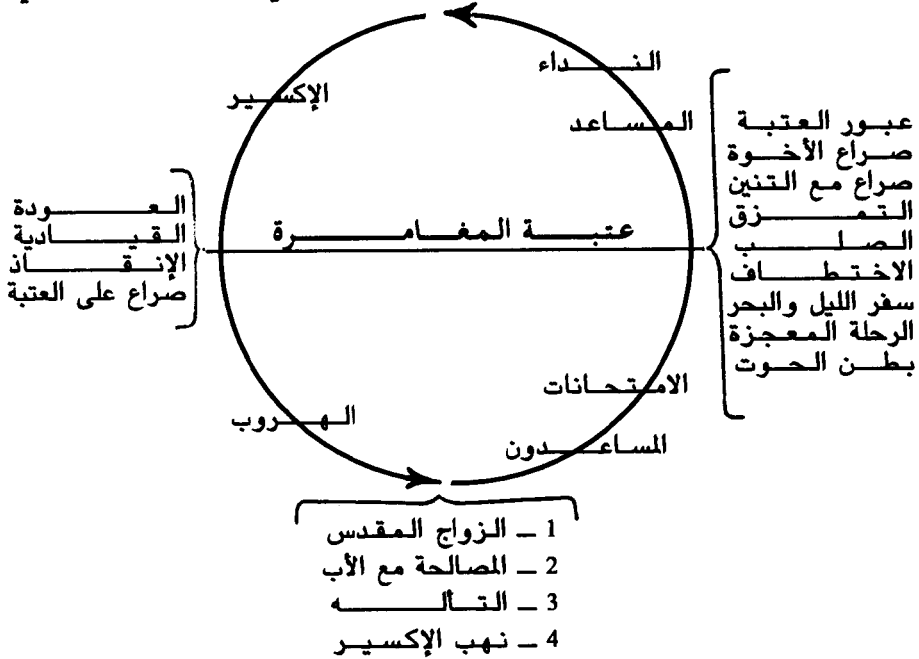 النداء
المساعد
عبور العتبة
صراع الأخوة
صراع مع التنين
التمزق
الصلب
الاختطاف
سفر الليل والبحر
الرحلة المعجزة
بطن الحوت
عتبة المغامرة
الامتحانات
المساعدون
1 – الزواج المقدس
2 – المصالحة مع الأب
3 – التأله
4 – نهب الإكسير
الهروب
العودة
القيادية
الإنقاذ
صراع على العتبة
الإكسير